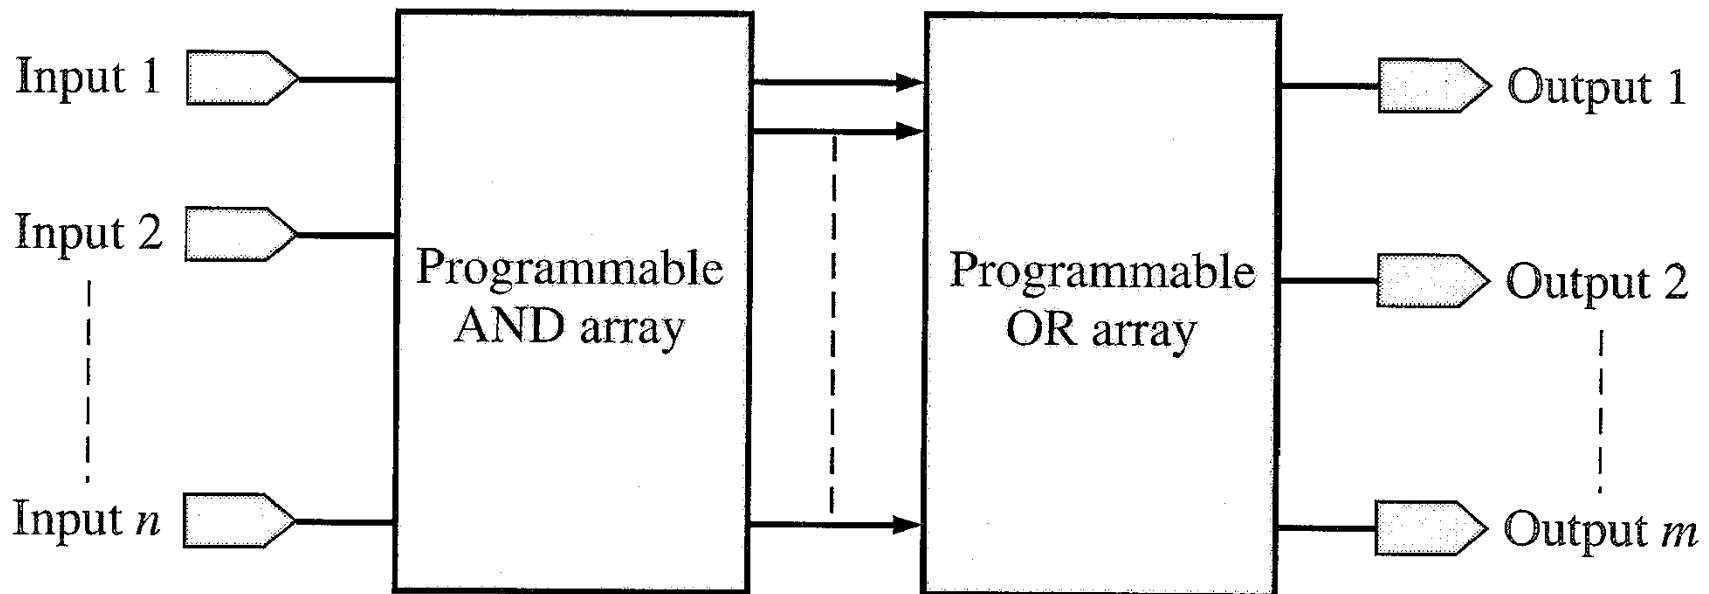 Input 1
Input 2
Input n
Programmable
AND array
Programmable
OR array
Output 1
Output 2
Output m